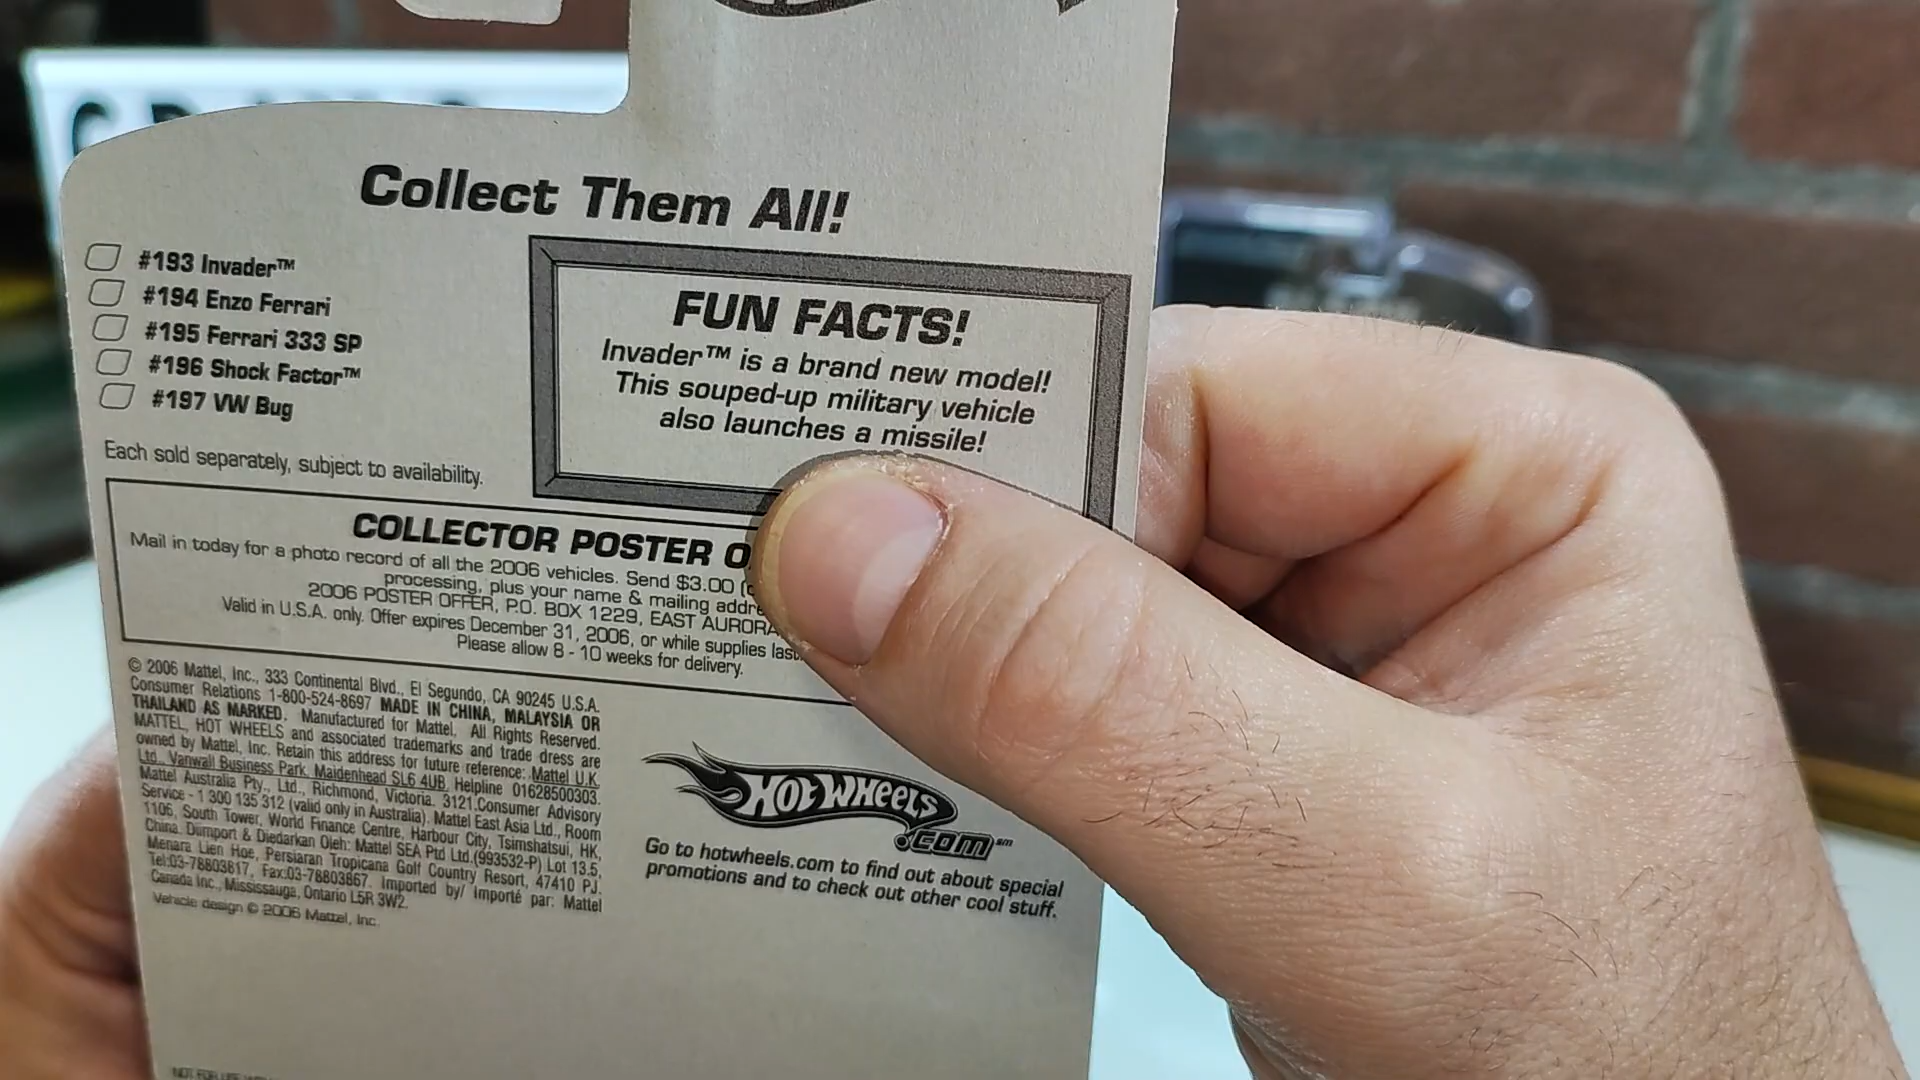 Collect Them All!
#193 Invader™
#194 Enzo Ferrari
#195 Ferrari 333 SP
#196 Shock Factor™
#197 VW Bug
Each sold separately, subject to availability.
FUN FACTS!
Invader™ is a brand new model!
This souped-up military vehicle
also launches a missile!
COLLECTOR POSTER
Mail in today for a photo record of all the 2006 vehicles. Send $3.00
processing, plus your name & mailing
2006 POSTER OFFER, P.O. BOX 1229, EAST AURORA
Valid in U.S.A. only. Offer expires December 31, 2006, or while supplies last.
Please allow 8 - 10 weeks for delivery.
© 2006 Mattel, Inc., 333 Continental Blvd., El Segundo, CA 90245 U.S.A.
Consumer Relations 1-800-524-8697 MADE IN CHINA, MALAYSIA OR
THAILAND AS MARKED. Manufactured for Mattel. All Rights Reserved.
MATTEL, HOT WHEELS and associated trademarks and trade dress are
owned by Mattel, Inc. Retain this address for future reference: Mattel U.K.
Ltd., Vanwall Business Park, Maidenhead SL6 4UB. Helpline 01628500303.
Mattel Australia Pty., Ltd., Richmond, Victoria. 3121.Consumer Advisory
Service - 1 300 135 312 (valid only in Australia). Mattel East Asia Ltd., Room
1106, South Tower, World Finance Centre, Harbour City, Tsimshatsui, HK,
China. Diimport & Diedarkan Oleh: Mattel SEA Ptd Ltd.(993532-P) Lot 13.5,
Menara Lien Hoe, Persiaran Tropicana Golf Country Resort, 47410 PJ.
Tel:03-78803817, Fax:03-78803867. Imported by/ Importé par: Mattel
Canada Inc., Mississauga, Ontario L5R 3W2.
Vehicle design © 2006 Mattel, Inc.
HOT WHEELS
.COM℠
Go to hotwheels.com to find out about special
promotions and to check out other cool stuff.